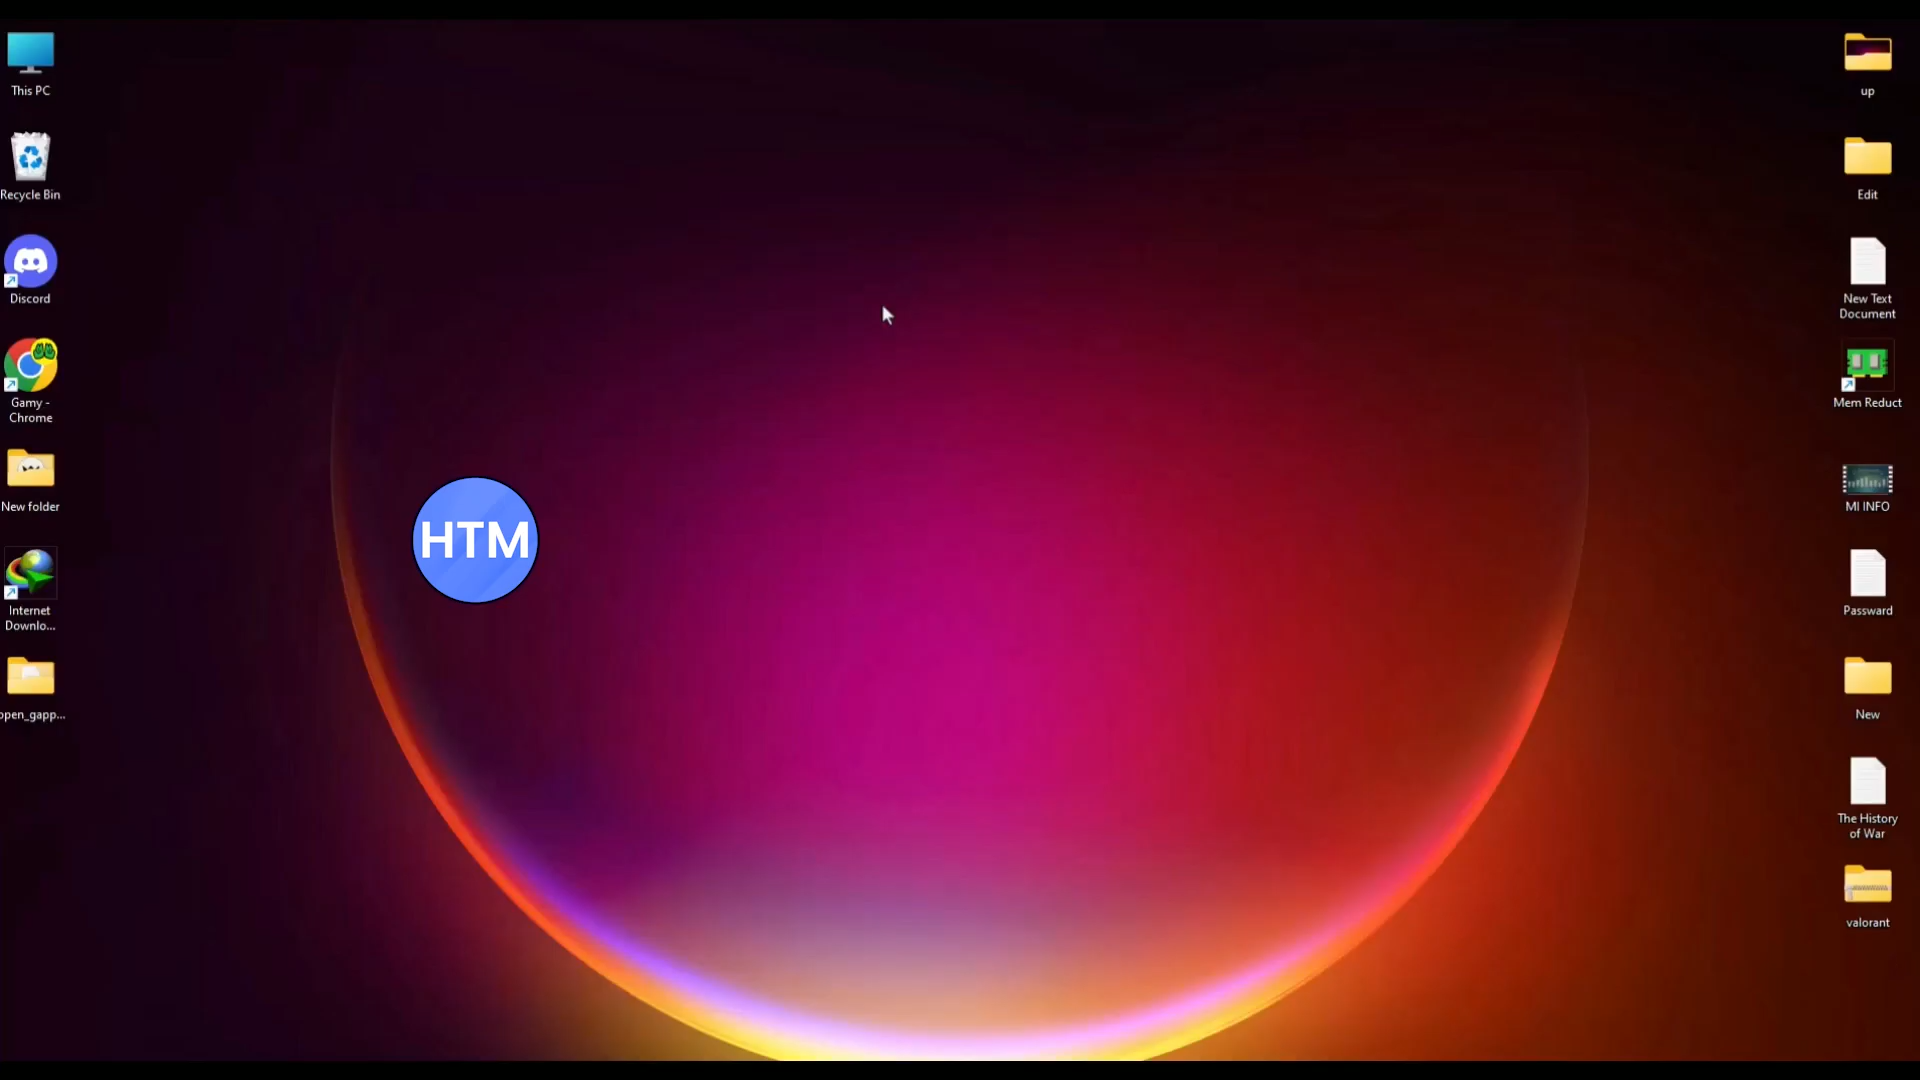 This PC
Recycle Bin
Discord
Gamy -
Chrome
New folder
Internet
Downlo...
open_gapp...
HTM
up
Edit
New Text
Document
Mem Reduct
MI INFO
Passward
New
The History
of War
valorant